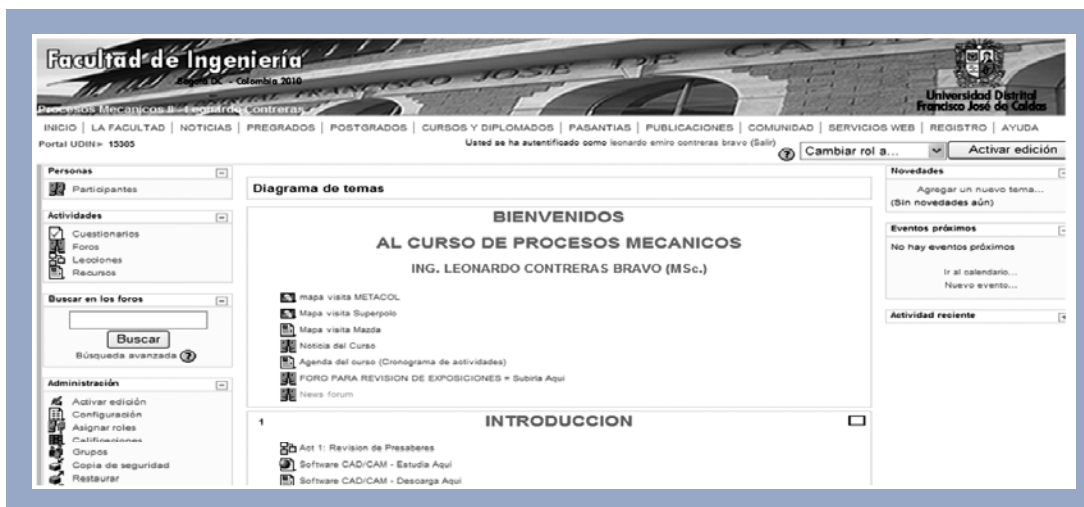 Facultad de Ingeniería
Bogotá DC - Colombia 2010
FRANCISCO JOSE DE CALD
Universidad Distrital
Francisco José de Caldas
Procesos Mecanicos II - Leonardo Contreras
INICIO | LA FACULTAD | NOTICIAS | PREGRADOS | POSTGRADOS | CURSOS Y DIPLOMADOS | PASANTIAS | PUBLICACIONES | COMUNIDAD | SERVICIOS WEB | REGISTRO | AYUDA
Portal UDIN► 15305
Usted se ha autentificado como leonardo emiro contreras bravo (Salir)
Cambiar rol a...
Activar edición
Personas
Participantes
Actividades
Cuestionarios
Foros
Lecciones
Recursos
Buscar en los foros
Buscar
Búsqueda avanzada
Administración
Activar edición
Configuración
Asignar roles
Calificaciones
Grupos
Copia de seguridad
Restaurar
Diagrama de temas
BIENVENIDOS
AL CURSO DE PROCESOS MECANICOS
ING. LEONARDO CONTRERAS BRAVO (MSc.)
mapa visita METACOL
Mapa visita Superpolo
Mapa visita Mazda
Noticia del Curso
Agenda del curso (Cronograma de actividades)
FORO PARA REVISION DE EXPOSICIONES = Subirla Aqui
News forum
1
INTRODUCCION
Act 1: Revision de Presaberes
Software CAD/CAM - Estudia Aqui
Software CAD/CAM - Descarga Aqui
Novedades
Agregar un nuevo tema...
(Sin novedades aún)
Eventos próximos
No hay eventos próximos
Ir al calendario...
Nuevo evento...
Actividad reciente